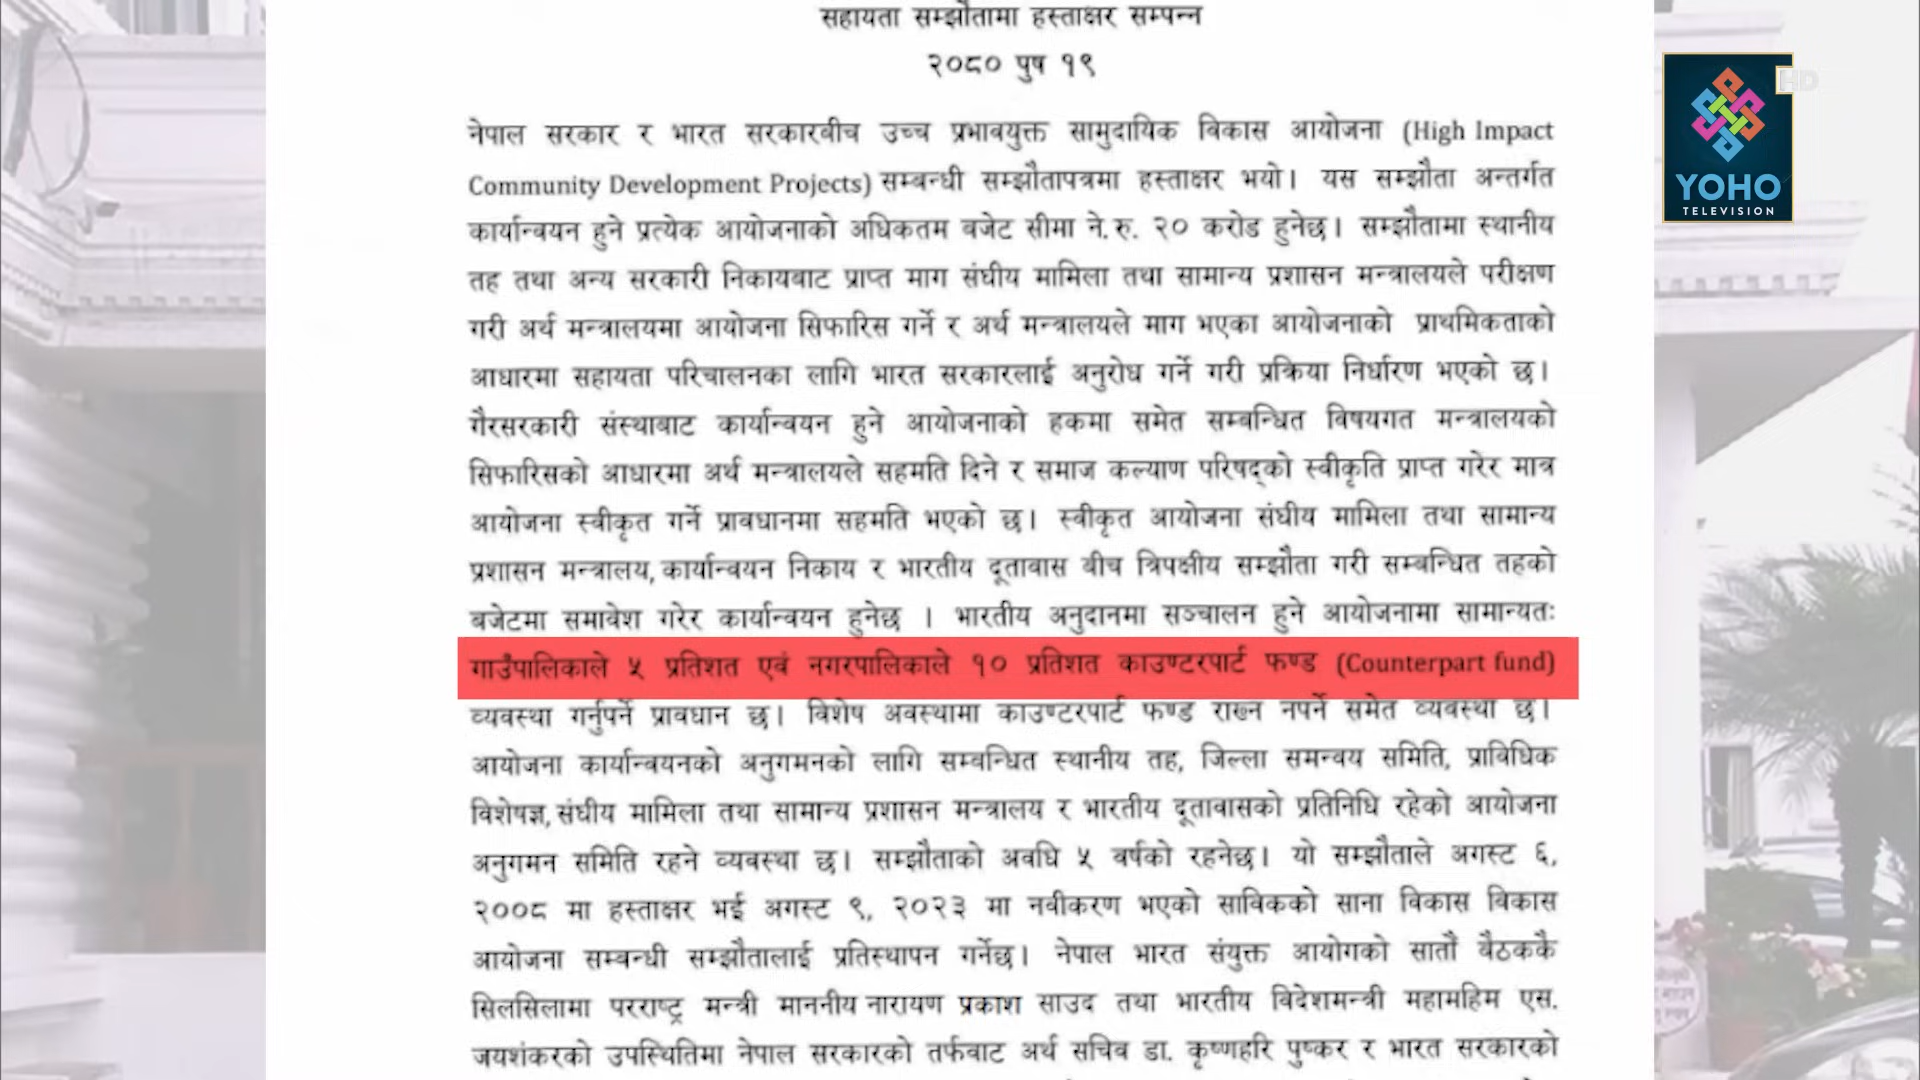 सहायता सम्झौतामा हस्ताक्षर सम्पन्न
२०८० पुष १९
नेपाल सरकार र भारत सरकारबीच उच्च प्रभावयुक्त सामुदायिक विकास आयोजना (High Impact
Community Development Projects) सम्बन्धी सम्झौतापत्रमा हस्ताक्षर भयो। यस सम्झौता अन्तर्गत
कार्यान्वयन हुने प्रत्येक आयोजनाको अधिकतम बजेट सीमा ने. रु. २० करोड हुनेछ। सम्झौतामा स्थानीय
तह तथा अन्य सरकारी निकायबाट प्राप्त माग संघीय मामिला तथा सामान्य प्रशासन मन्त्रालयले परीक्षण
गरी अर्थ मन्त्रालयमा आयोजना सिफारिस गर्ने र अर्थ मन्त्रालयले माग भएका आयोजनाको प्राथमिकताको
आधारमा सहायता परिचालनका लागि भारत सरकारलाई अनुरोध गर्ने गरी प्रक्रिया निर्धारण भएको छ।
गैरसरकारी संस्थाबाट कार्यान्वयन हुने आयोजनाको हकमा समेत सम्बन्धित विषयगत मन्त्रालयको
सिफारिसको आधारमा अर्थ मन्त्रालयले सहमति दिने र समाज कल्याण परिषद्को स्वीकृति प्राप्त गरेर मात्र
आयोजना स्वीकृत गर्ने प्रावधानमा सहमति भएको छ। स्वीकृत आयोजना संघीय मामिला तथा सामान्य
प्रशासन मन्त्रालय, कार्यान्वयन निकाय र भारतीय दूतावास बीच त्रिपक्षीय सम्झौता गरी सम्बन्धित तहको
बजेटमा समावेश गरेर कार्यान्वयन हुनेछ । भारतीय अनुदानमा सञ्चालन हुने आयोजनामा सामान्यतः
गाउँपालिकाले ५ प्रतिशत एवं नगरपालिकाले १० प्रतिशत काउण्टरपार्ट फण्ड (Counterpart fund)
व्यवस्था गर्नुपर्ने प्रावधान छ। विशेष अवस्थामा काउण्टरपार्ट फण्ड राख्न नपर्ने समेत व्यवस्था छ।
आयोजना कार्यान्वयनको अनुगमनको लागि सम्बन्धित स्थानीय तह, जिल्ला समन्वय समिति, प्राविधिक
विशेषज्ञ, संघीय मामिला तथा सामान्य प्रशासन मन्त्रालय र भारतीय दूतावासको प्रतिनिधि रहेको आयोजना
अनुगमन समिति रहने व्यवस्था छ। सम्झौताको अवधि ५ वर्षको रहनेछ। यो सम्झौताले अगस्ट ६,
२००८ मा हस्ताक्षर भई अगस्ट ९, २०२३ मा नवीकरण भएको साविकको साना विकास विकास
आयोजना सम्बन्धी सम्झौतालाई प्रतिस्थापन गर्नेछ। नेपाल भारत संयुक्त आयोगको सातौं बैठककै
सिलसिलामा परराष्ट्र मन्त्री माननीय नारायण प्रकाश साउद तथा भारतीय विदेशमन्त्री महामहिम एस.
जयशंकरको उपस्थितिमा नेपाल सरकारको तर्फवाट अर्थ सचिव डा. कृष्णहरि पुष्कर र भारत सरकारको
HD
YOHO
TELEVISION